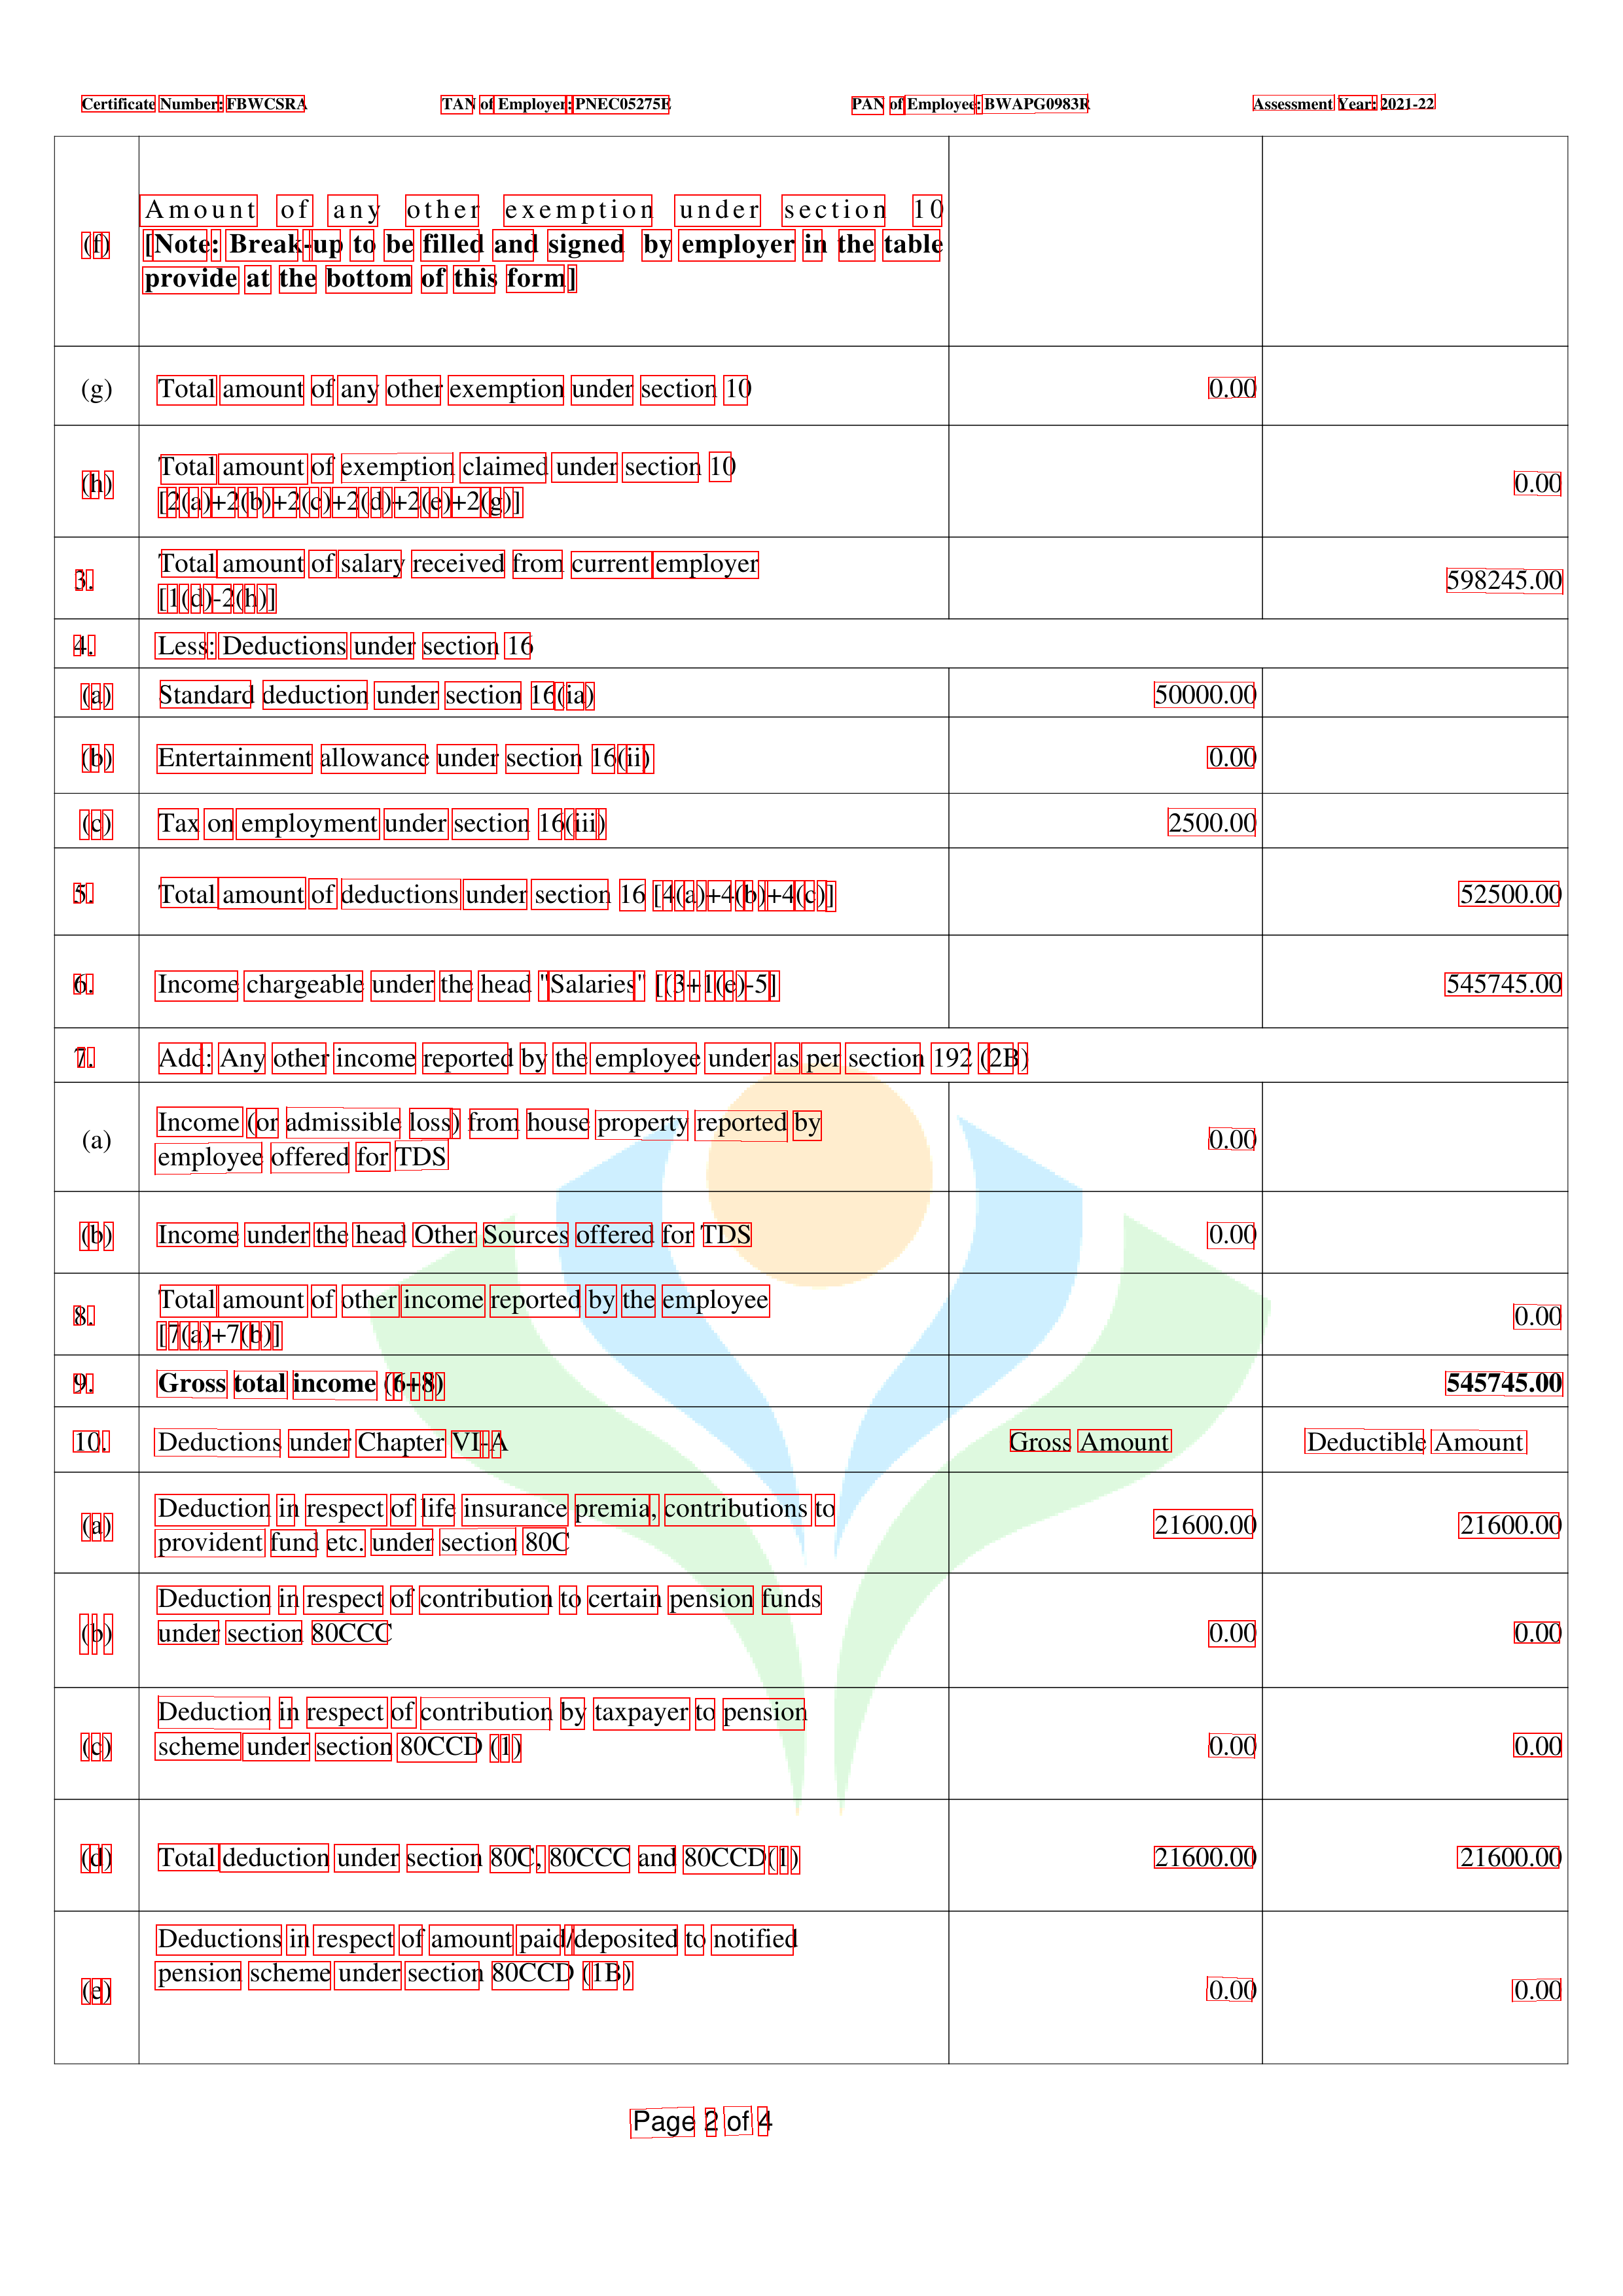 Certificate Number: FBWCSRA TAN of Employer: PNEC05275E PAN of Employee: BWAPG0983R Assessment Year: 2021-22
Amount of any other exemption under section 10
(f) [Note: Break-up to be filled and signed by employer in the table
provide at the bottom of this form]
(g) Total amount of any other exemption under section 10 0.00
Total amount of exemption claimed under section 10
(h) 0.00
[2(a)+2(b)+2(c)+2(d)+2(e)+2(g)]
Total amount of salary received from current employer
3. 598245.00
[1(d)-2(h)]
4. Less: Deductions under section 16
(a) Standard deduction under section 16(ia) 50000.00
(b) Entertainment allowance under section 16(ii) 0.00
(c) Tax on employment under section 16(iii) 2500.00
5. Total amount of deductions under section 16 [4(a)+4(b)+4(c)] 52500.00
6. Income chargeable under the head "Salaries" [(3+1(e)-5] 545745.00
7. Add: Any other income reported by the employee under as per section 192 (2B)
Income (or admissible loss) from house property reported by
(a) 0.00
employee offered for TDS
(b) Income under the head Other Sources offered for TDS 0.00
Total amount of other income reported by the employee
8. 0.00
[7(a)+7(b)]
9. Gross total income (6+8) 545745.00
10. Deductions under Chapter VI-A Gross Amount Deductible Amount
Deduction in respect of life insurance premia, contributions to
(a) 21600.00 21600.00
provident fund etc. under section 80C
Deduction in respect of contribution to certain pension funds
(b) under section 80CCC 0.00 0.00
Deduction in respect of contribution by taxpayer to pension
(c) scheme under section 80CCD (1) 0.00 0.00
(d) Total deduction under section 80C, 80CCC and 80CCD(1) 21600.00 21600.00
Deductions in respect of amount paid/deposited to notified
pension scheme under section 80CCD (1B)
(e) 0.00 0.00
Page 2 of 4